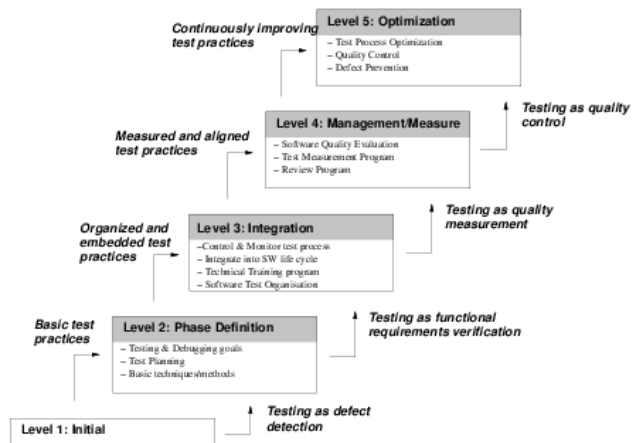 Continuously improving
test practices
Level 5: Optimization
– Test Process Optimization
– Quality Control
– Defect Prevention
Testing as quality
control
Measured and aligned
test practices
Level 4: Management/Measure
– Software Quality Evaluation
– Test Measurement Program
– Review Program
Testing as quality
measurement
Organized and
embedded test
practices
Level 3: Integration
–Control & Monitor test process
– Integrate into SW life cycle
– Technical Training program
– Software Test Organisation
Testing as functional
requirements verification
Basic test
practices
Level 2: Phase Definition
– Testing & Debugging goals
– Test Planning
– Basic techniques/methods
Testing as defect
detection
Level 1: Initial